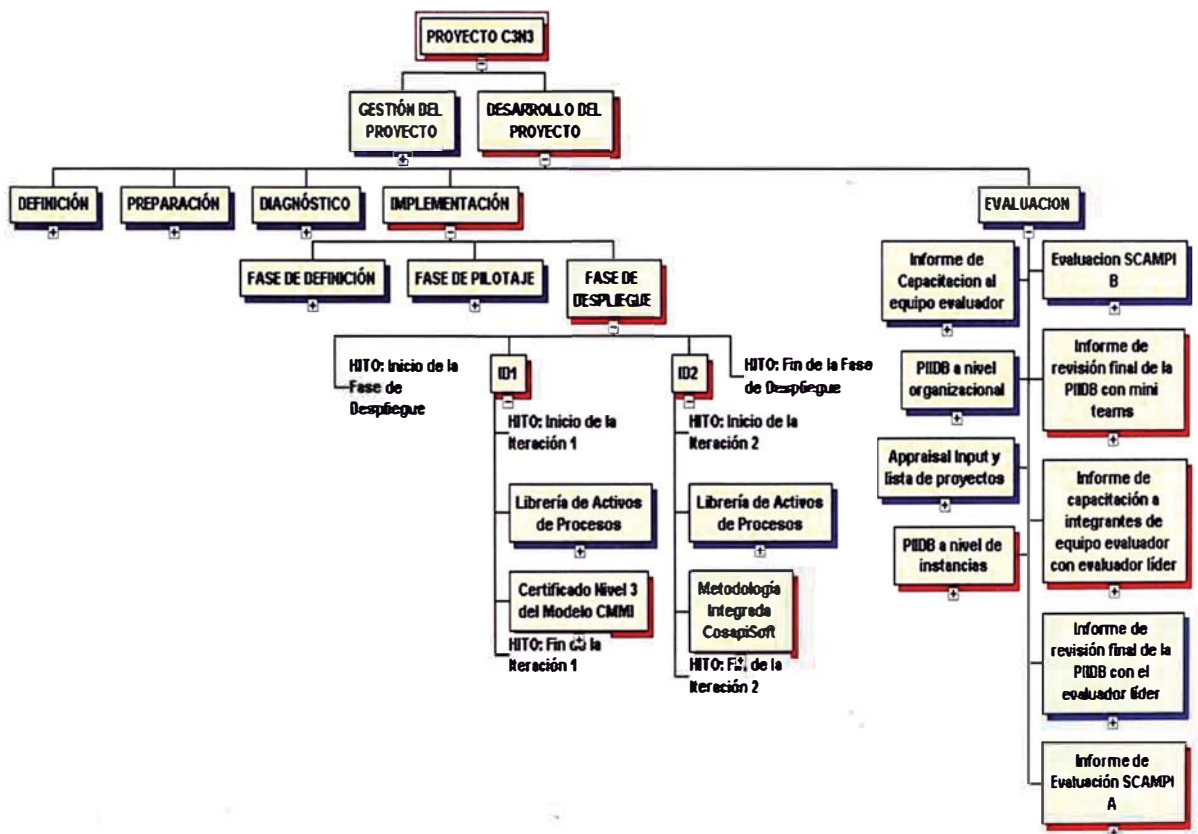 PROYECTO C3N3
GESTIÓN DEL
PROYECTO
DESARROLLO DEL
PROYECTO
DEFINICIÓN
PREPARACIÓN
DIAGNÓSTICO
IMPLEMENTACIÓN
EVALUACION
FASE DE DEFINICIÓN
FASE DE PILOTAJE
FASE DE
DESPLIEGUE
HITO: Inicio de la
Fase de
Despliegue
ID1
HITO: Inicio de la
Iteración 1
Librería de Activos
de Procesos
Certificado Nivel 3
del Modelo CMMI
HITO: Fin de la
Iteración 1
ID2
HITO: Inicio de la
Iteración 2
Librería de Activos
de Procesos
Metodología
Integrada
CosapiSoft
HITO: Fin de la
Iteración 2
HITO: Fin de la Fase
de Despliegue
Informe de
Capacitacion al
equipo evaluador
Evaluacion SCAMPI
B
PIIDB a nivel
organizacional
Informe de
revisión final de la
PIIDB con mini
teams
Appraisal Input y
lista de proyectos
Informe de
capacitación a
integrantes de
equipo evaluador
con evaluador líder
PIIDB a nivel de
instancias
Informe de
revisión final de la
PIIDB con el
evaluador líder
Informe de
Evaluación SCAMPI
A